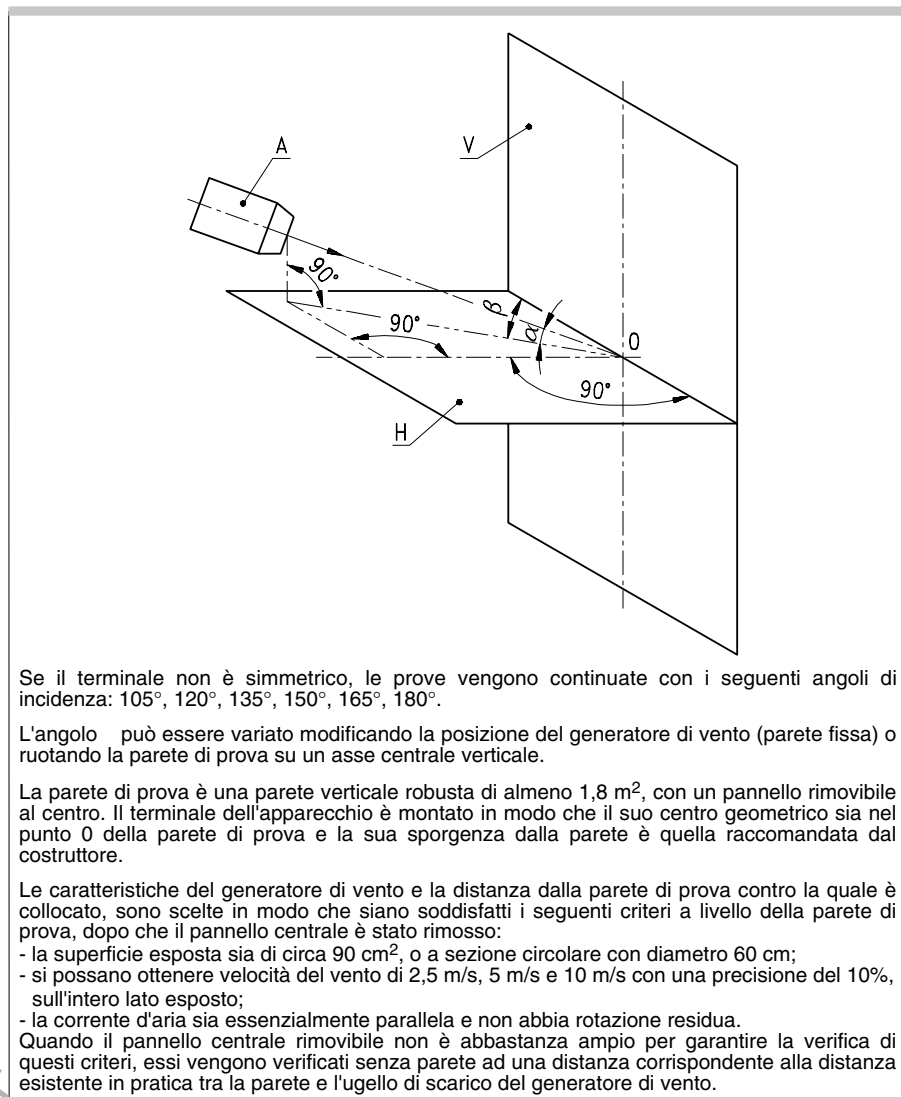 A
V
90°
β
α
0
90°
90°
H
Se il terminale non è simmetrico, le prove vengono continuate con i seguenti angoli di
incidenza: 105°, 120°, 135°, 150°, 165°, 180°.
L'angolo può essere variato modificando la posizione del generatore di vento (parete fissa) o
ruotando la parete di prova su un asse centrale verticale.
La parete di prova è una parete verticale robusta di almeno 1,8 m², con un pannello rimovibile
al centro. Il terminale dell'apparecchio è montato in modo che il suo centro geometrico sia nel
punto 0 della parete di prova e la sua sporgenza dalla parete è quella raccomandata dal
costruttore.
Le caratteristiche del generatore di vento e la distanza dalla parete di prova contro la quale è
collocato, sono scelte in modo che siano soddisfatti i seguenti criteri a livello della parete di
prova, dopo che il pannello centrale è stato rimosso:
- la superficie esposta sia di circa 90 cm², o a sezione circolare con diametro 60 cm;
- si possano ottenere velocità del vento di 2,5 m/s, 5 m/s e 10 m/s con una precisione del 10%,
sull'intero lato esposto;
- la corrente d'aria sia essenzialmente parallela e non abbia rotazione residua.
Quando il pannello centrale rimovibile non è abbastanza ampio per garantire la verifica di
questi criteri, essi vengono verificati senza parete ad una distanza corrispondente alla distanza
esistente in pratica tra la parete e l'ugello di scarico del generatore di vento.